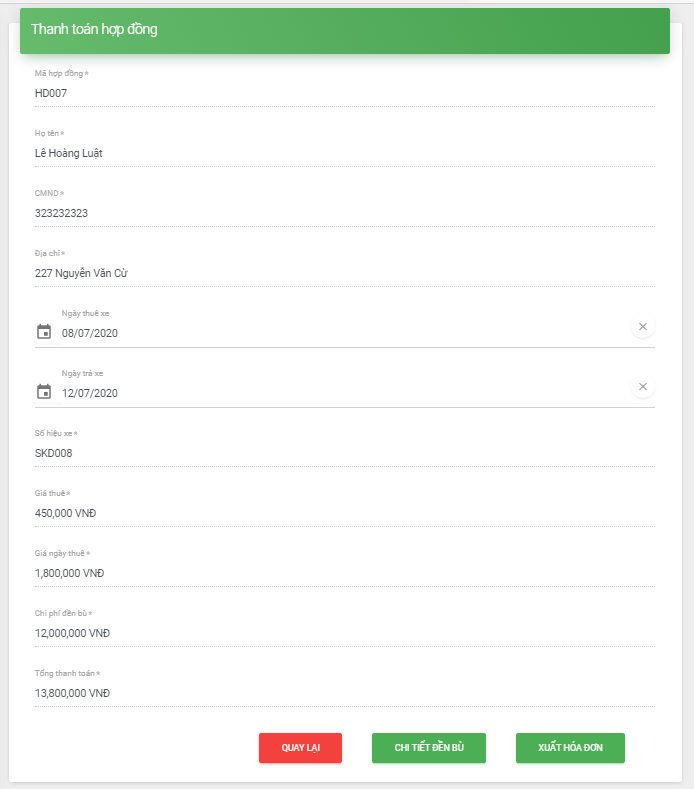 Thanh toán hợp đồng
Mã hợp đồng *
HD007
Họ tên *
Lê Hoàng Luật
CMND *
323232323
Địa chỉ *
227 Nguyễn Văn Cừ
Ngày thuê xe
08/07/2020
Ngày trả xe
12/07/2020
Số hiệu xe *
SKD008
Giá thuê *
450,000 VNĐ
Giá ngày thuê *
1,800,000 VNĐ
Chi phí đền bù *
12,000,000 VNĐ
Tổng thanh toán *
13,800,000 VNĐ
QUAY LẠI CHI TIẾT ĐỀN BÙ XUẤT HÓA ĐƠN